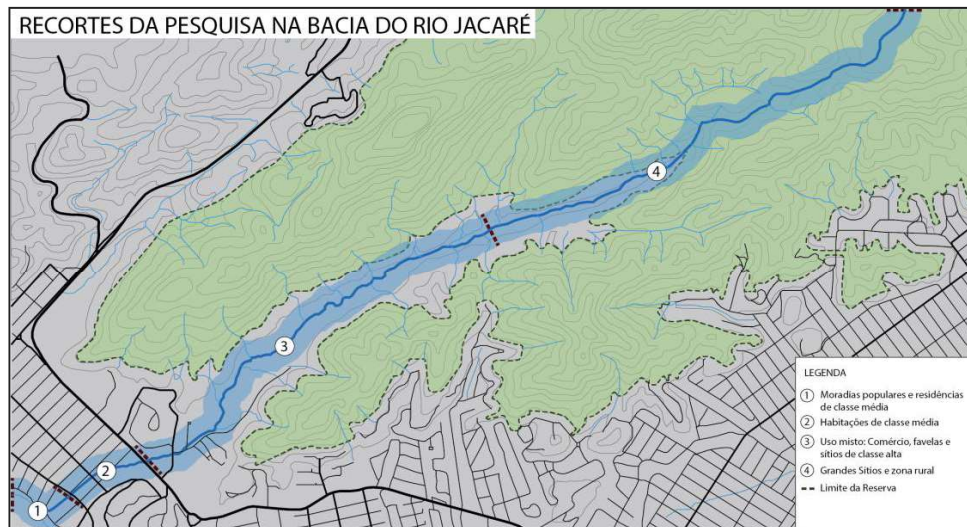 RECORTES DA PESQUISA NA BACIA DO RIO JACARÉ
4
3
2
1
LEGENDA
1 Moradias populares e residências
de classe média
2 Habitações de classe média
3 Uso misto: Comércio, favelas e
sítios de classe alta
4 Grandes Sítios e zona rural
Limite da Reserva